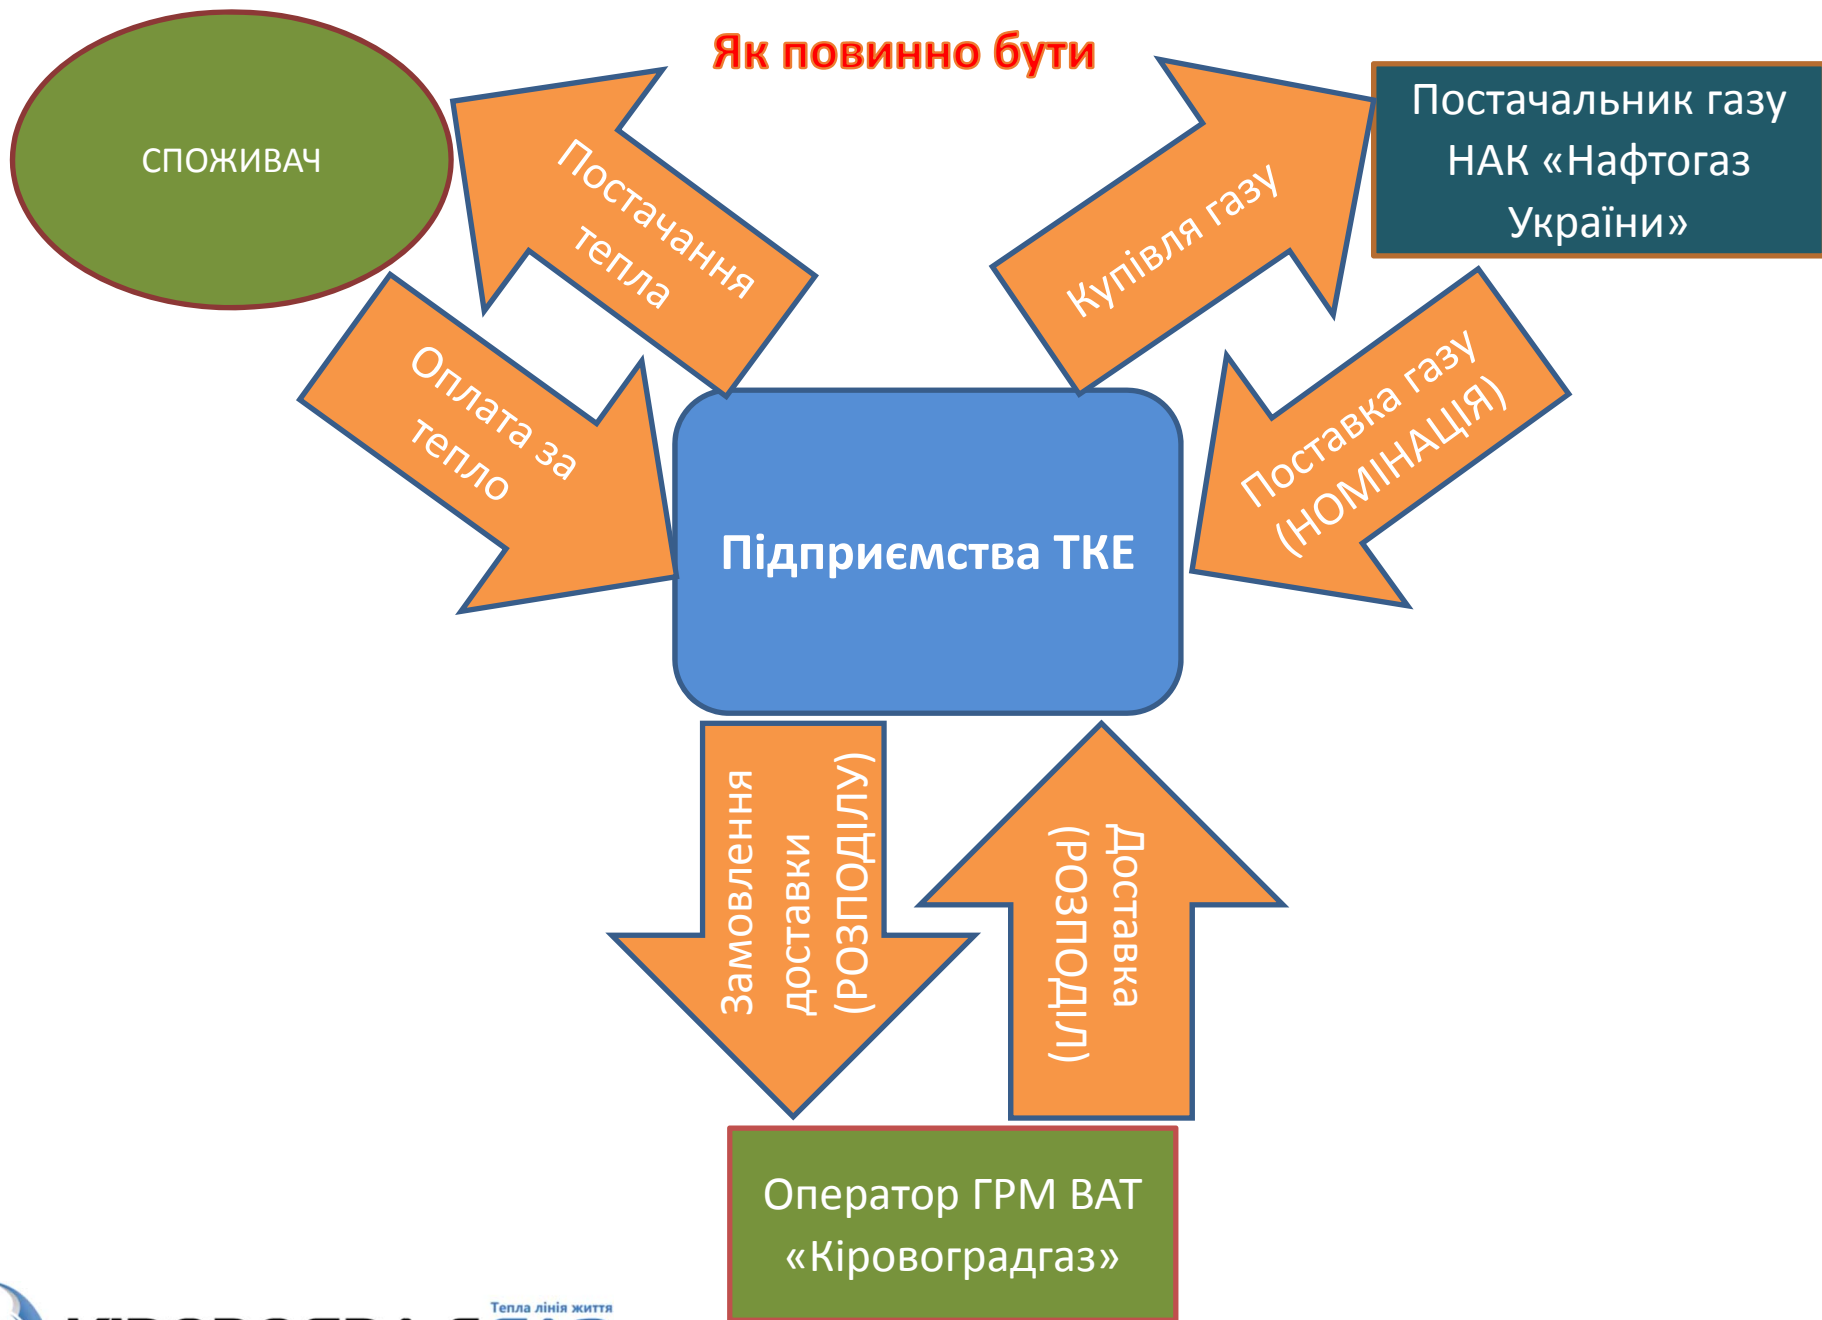 Як повинно бути
СПОЖИВАЧ
Постачальник газу
НАК «Нафтогаз
України»
Постачання
тепла
Купівля газу
Оплата за
тепло
Поставка газу
(НОМІНАЦІЯ)
Підприємства ТКЕ
Замовлення
доставки
(РОЗПОДІЛУ)
Доставка
(РОЗПОДІЛ)
Оператор ГРМ ВАТ
«Кіровоградгаз»
Тепла лінія життя